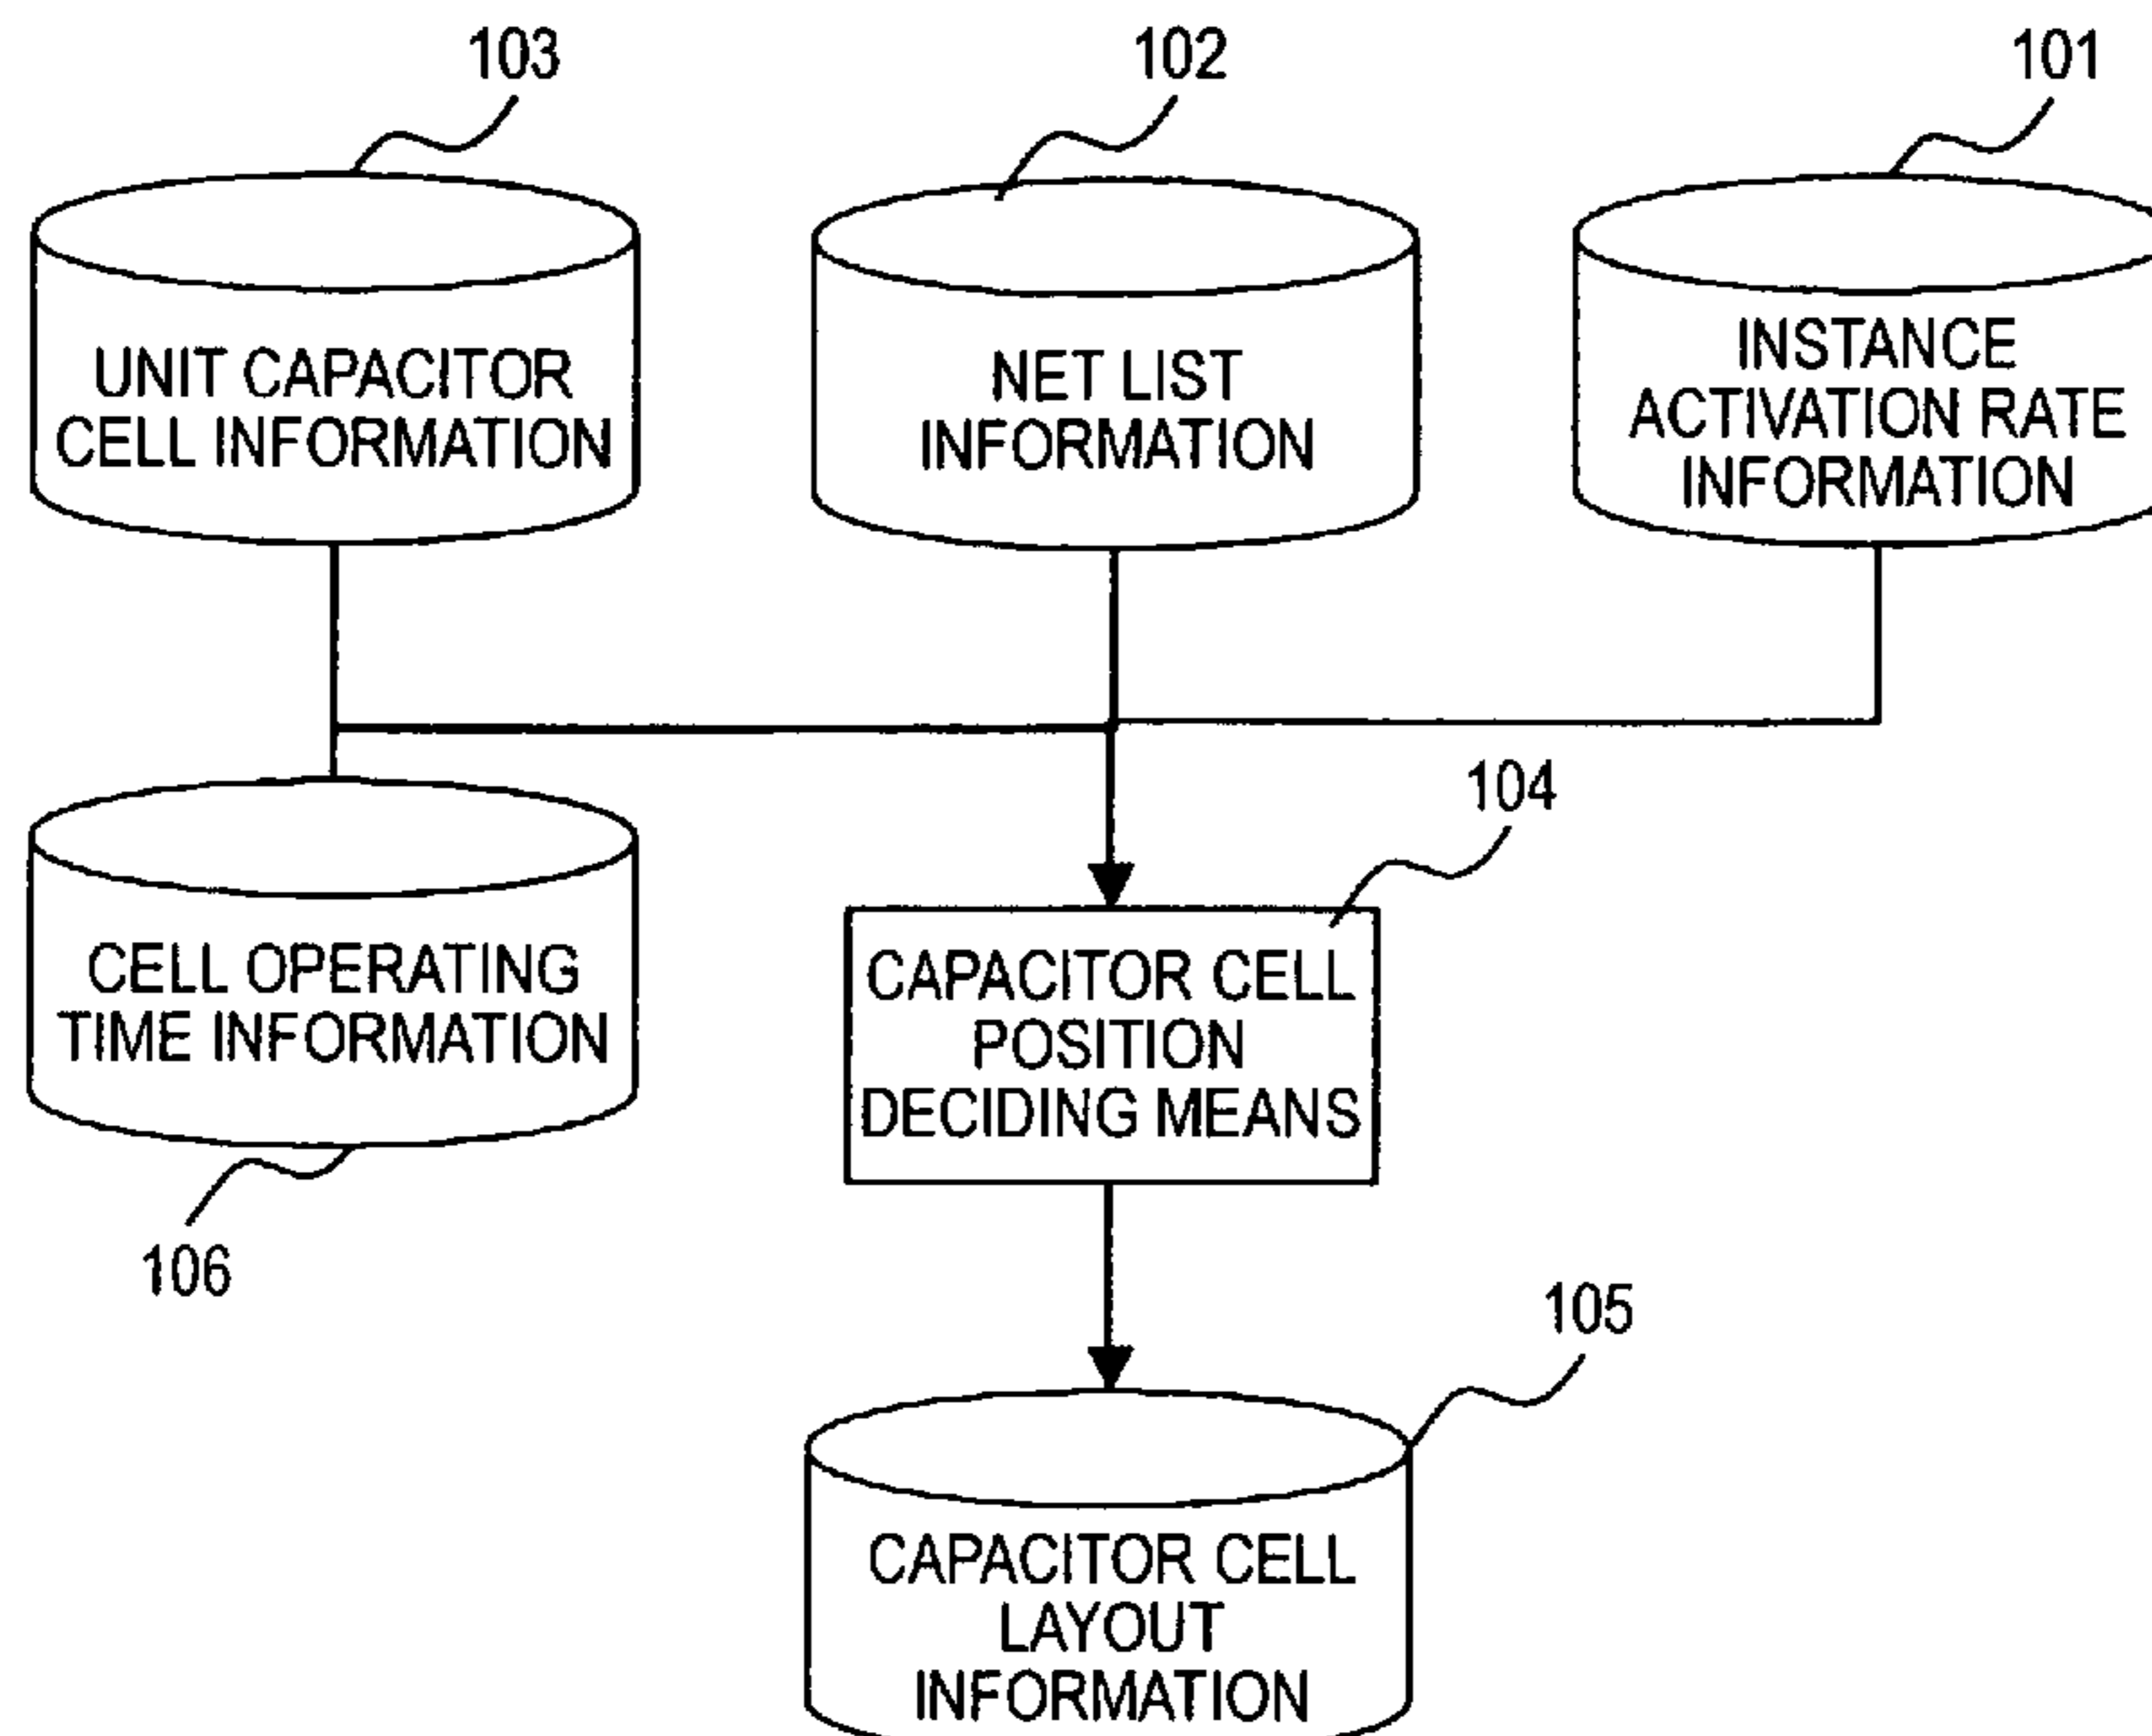 103
102
101
UNIT CAPACITOR
CELL INFORMATION
NET LIST
INFORMATION
INSTANCE
ACTIVATION RATE
INFORMATION
104
CELL OPERATING
TIME INFORMATION
CAPACITOR CELL
POSITION
DECIDING MEANS
106
105
CAPACITOR CELL
LAYOUT
INFORMATION